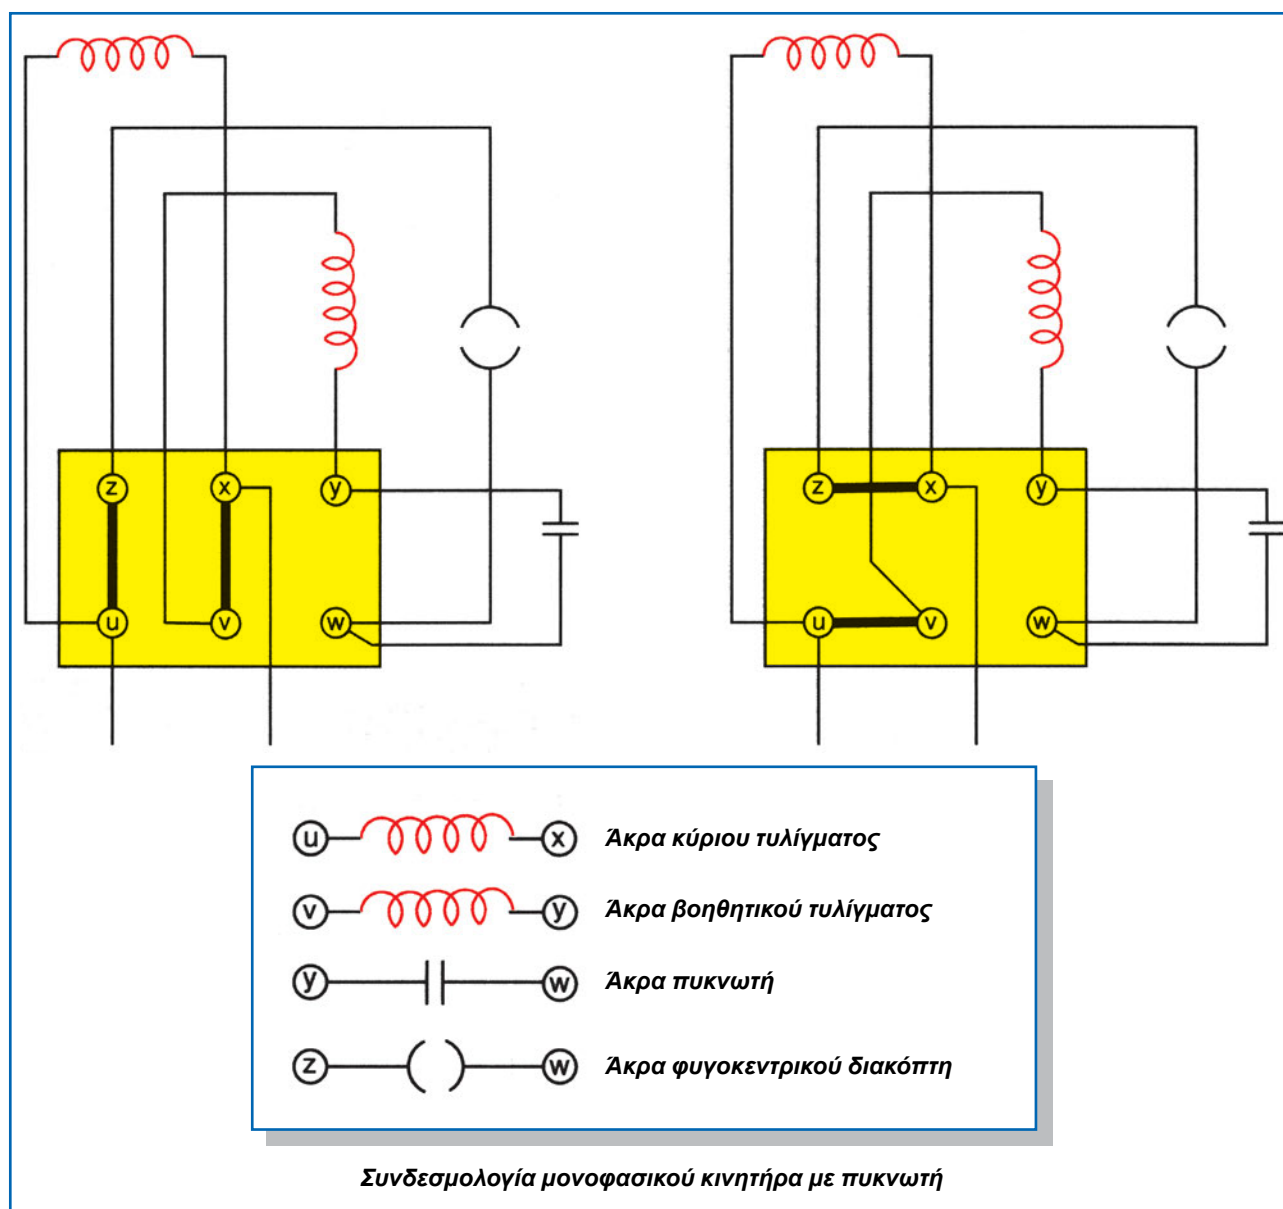 z x y
u v w
z x y
u v w
u x Άκρα κύριου τυλίγματος
v y Άκρα βοηθητικού τυλίγματος
y w Άκρα πυκνωτή
z w Άκρα φυγοκεντρικού διακόπτη
Συνδεσμολογία μονοφασικού κινητήρα με πυκνωτή